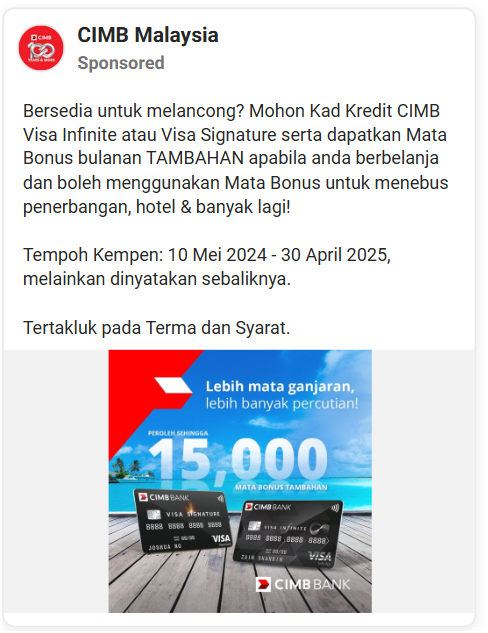 CIMB Malaysia
Sponsored
Bersedia untuk melancong? Mohon Kad Kredit CIMB
Visa Infinite atau Visa Signature serta dapatkan Mata
Bonus bulanan TAMBAHAN apabila anda berbelanja
dan boleh menggunakan Mata Bonus untuk menebus
penerbangan, hotel & banyak lagi!
Tempoh Kempen: 10 Mei 2024 - 30 April 2025,
melainkan dinyatakan sebaliknya.
Tertakluk pada Terma dan Syarat.
Lebih mata ganjaran,
lebih banyak percutian!
PEROLEH SEHINGGA
15,000
MATA BONUS TAMBAHAN
CIMB BANK
VISA SIGNATURE
8888 8888 8888 8888
88/88
JOSHUA NG
VISA
CIMB BANK
VISA INFINITE
8888 8888 8888 8888
88/88
VISA
CIMB BANK